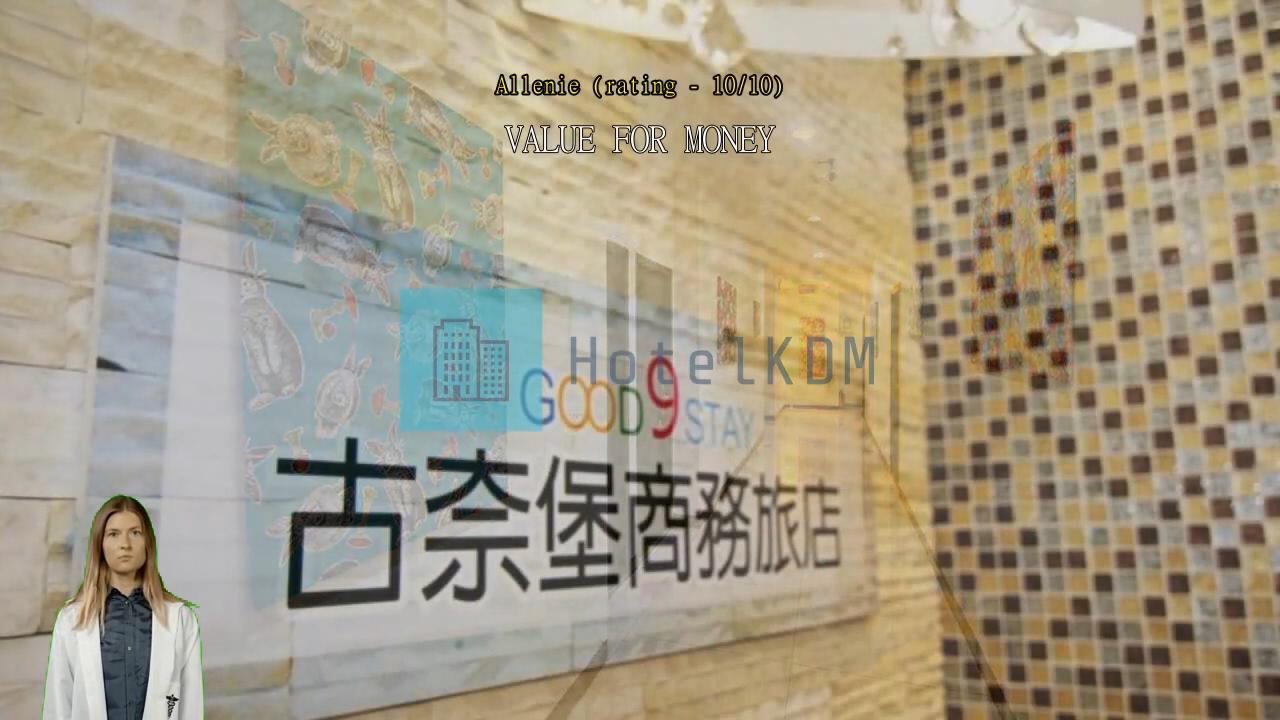 Allenie (rating - 10/10)
VALUE FOR MONEY
HotelKDM
GOOD 9 STAY
古奈堡商務旅店